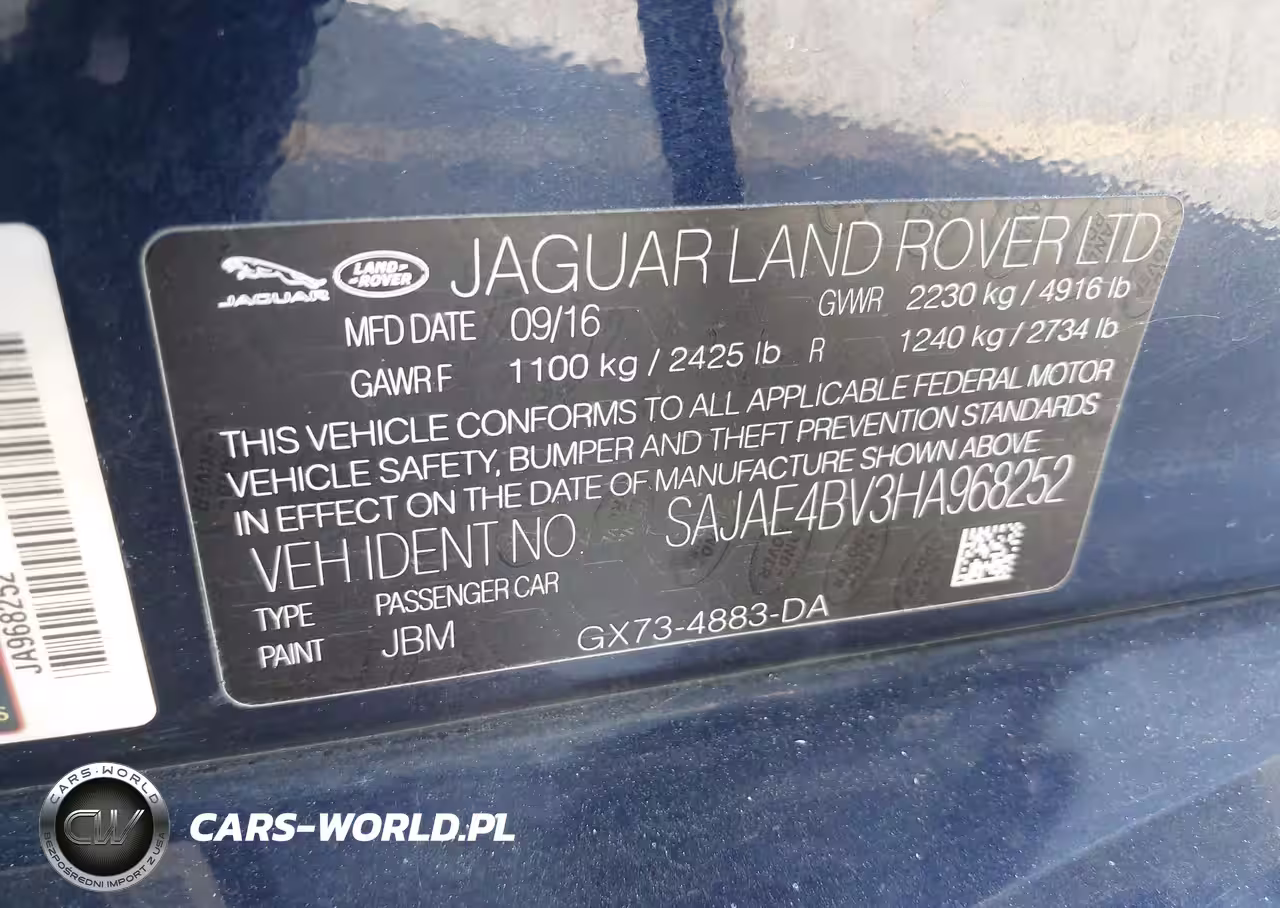 JAGUAR
LAND-
-ROVER
JAGUAR LAND ROVER LTD
MFD DATE 09/16 GVWR 2230 kg / 4916 lb
GAWR F 1100 kg / 2425 lb R 1240 kg / 2734 lb
THIS VEHICLE CONFORMS TO ALL APPLICABLE FEDERAL MOTOR
VEHICLE SAFETY, BUMPER AND THEFT PREVENTION STANDARDS
IN EFFECT ON THE DATE OF MANUFACTURE SHOWN ABOVE
VEH IDENT NO. SAJAE4BV3HA968252
TYPE PASSENGER CAR
PAINT JBM GX73-4883-DA
JA968252
S
CARS-WORLD
CW
BEZPOŚREDNI IMPORT Z USA
CARS-WORLD.PL